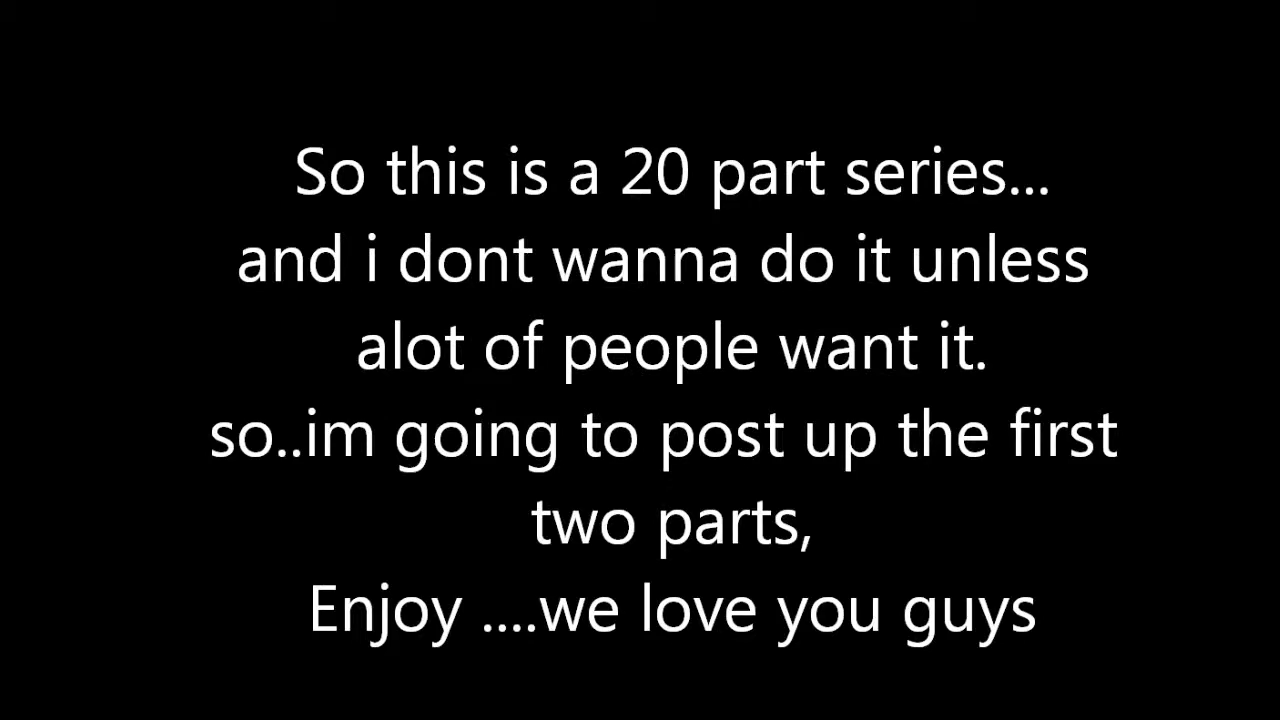 So this is a 20 part series...
and i dont wanna do it unless
alot of people want it.
so..im going to post up the first
two parts,
Enjoy ....we love you guys